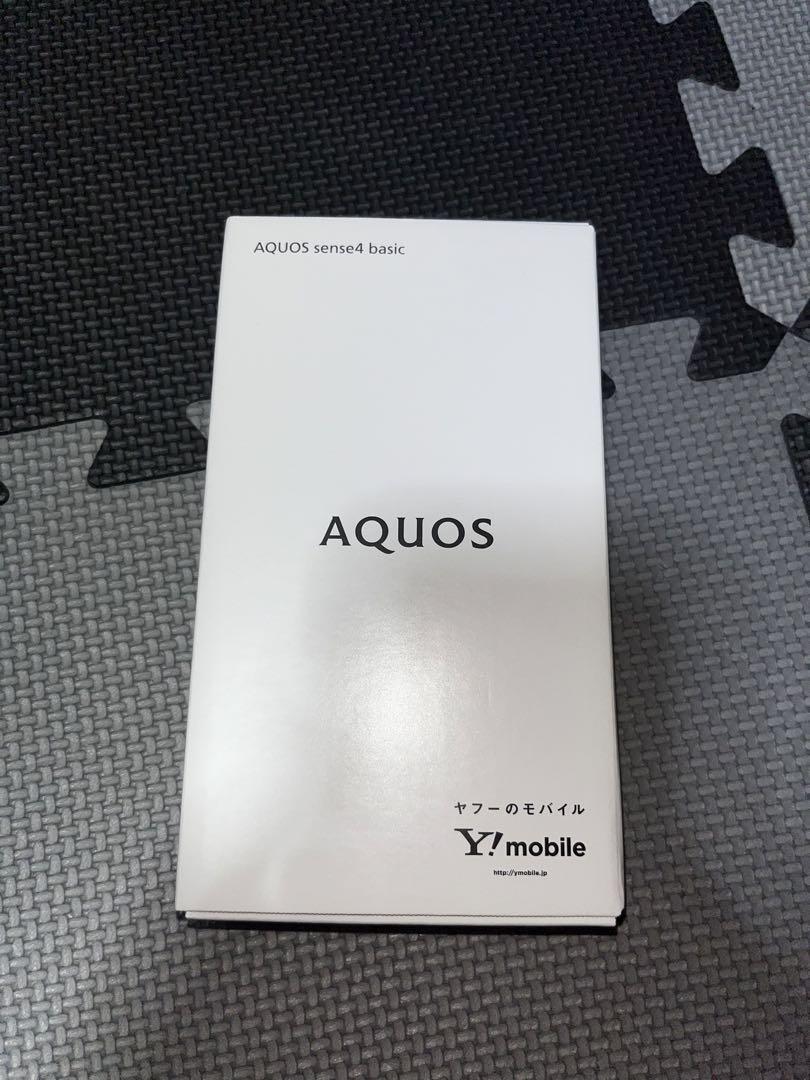 AQUOS sense4 basic
AQUOS
ヤフーのモバイル
Y! mobile
http://ymobile.jp